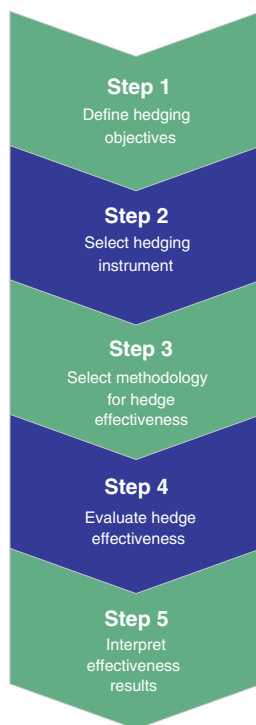 Step 1
Define hedging
objectives
Step 2
Select hedging
instrument
Step 3
Select methodology
for hedge
effectiveness
Step 4
Evaluate hedge
effectiveness
Step 5
Interpret
effectiveness
results